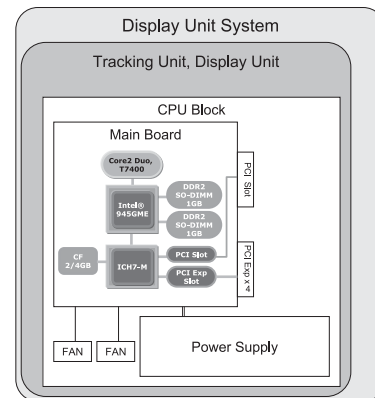 Display Unit System
Tracking Unit, Display Unit
CPU Block
Main Board
Core2 Duo,
T7400
Intel®
945GME
DDR2
SO-DIMM
1GB
DDR2
SO-DIMM
1GB
CF
2/4GB
ICH7-M
PCI Slot
PCI Exp
Slot
PCI Slot
PCI Exp x 4
FAN
FAN
Power Supply